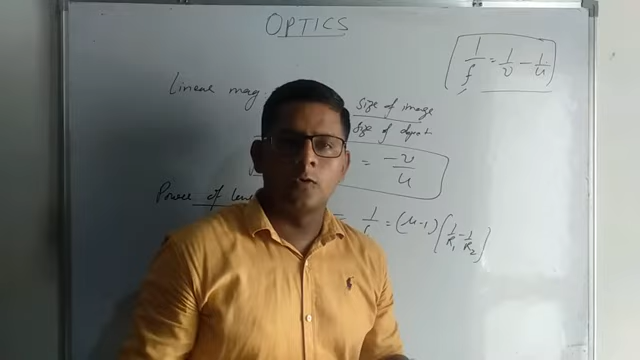 OPTICS
1/f = 1/v - 1/u
Linear mag.
size of image
Size of object
= -v/u
Power of lens
= 1/f = (μ-1) (1/R₁ - 1/R₂)